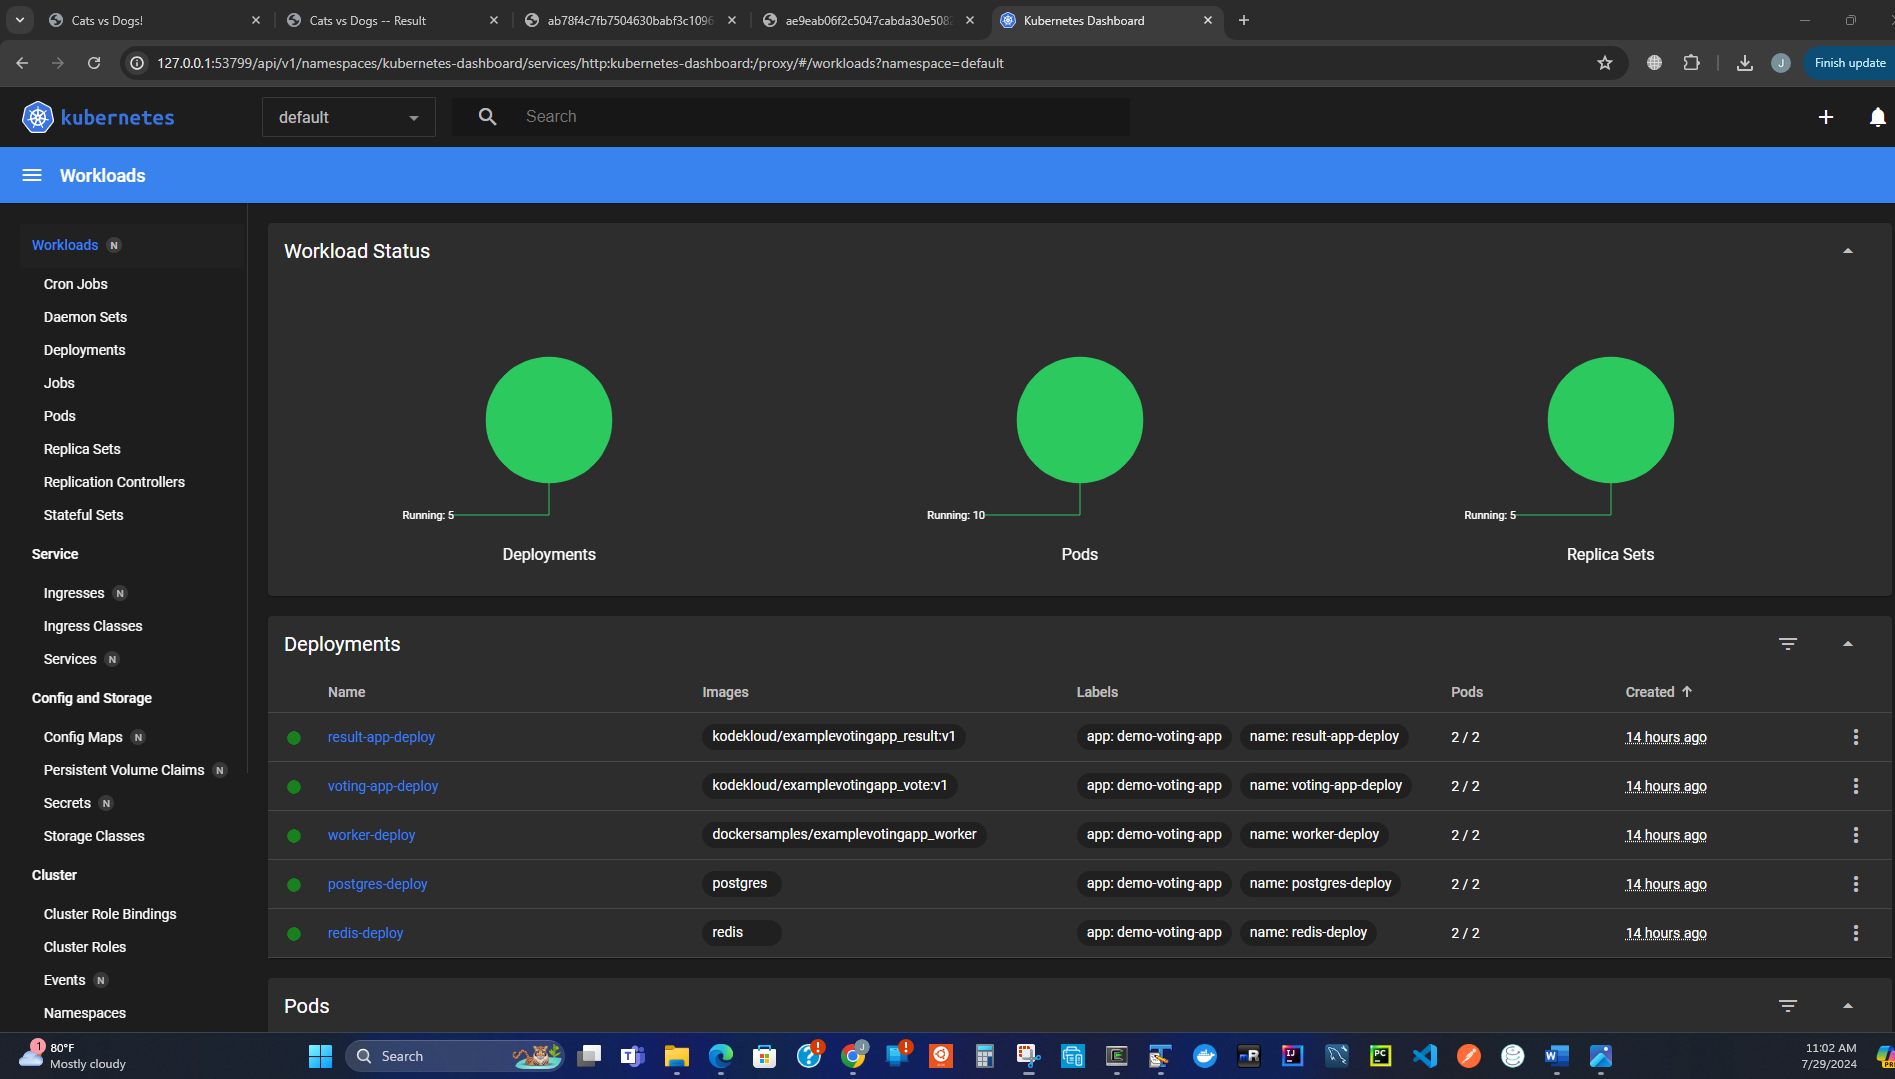 Cats vs Dogs!
Cats vs Dogs -- Result
ab78f4c7fb7504630babf3c1096
ae9eab06f2c5047cabda30e5082
Kubernetes Dashboard
127.0.0.1:53799/api/v1/namespaces/kubernetes-dashboard/services/http:kubernetes-dashboard:/proxy/#/workloads?namespace=default
J
Finish update
kubernetes
default
Search
Workloads
Workloads N
Cron Jobs
Daemon Sets
Deployments
Jobs
Pods
Replica Sets
Replication Controllers
Stateful Sets
Service
Ingresses N
Ingress Classes
Services N
Config and Storage
Config Maps N
Persistent Volume Claims N
Secrets N
Storage Classes
Cluster
Cluster Role Bindings
Cluster Roles
Events N
Namespaces
Workload Status
Running: 5
Deployments
Running: 10
Pods
Running: 5
Replica Sets
Deployments
Name Images Labels Pods Created
result-app-deploy kodekloud/examplevotingapp_result:v1 app: demo-voting-app name: result-app-deploy 2 / 2 14 hours ago
voting-app-deploy kodekloud/examplevotingapp_vote:v1 app: demo-voting-app name: voting-app-deploy 2 / 2 14 hours ago
worker-deploy dockersamples/examplevotingapp_worker app: demo-voting-app name: worker-deploy 2 / 2 14 hours ago
postgres-deploy postgres app: demo-voting-app name: postgres-deploy 2 / 2 14 hours ago
redis-deploy redis app: demo-voting-app name: redis-deploy 2 / 2 14 hours ago
Pods
1
80°F
Mostly cloudy
Search
11:02 AM
7/29/2024